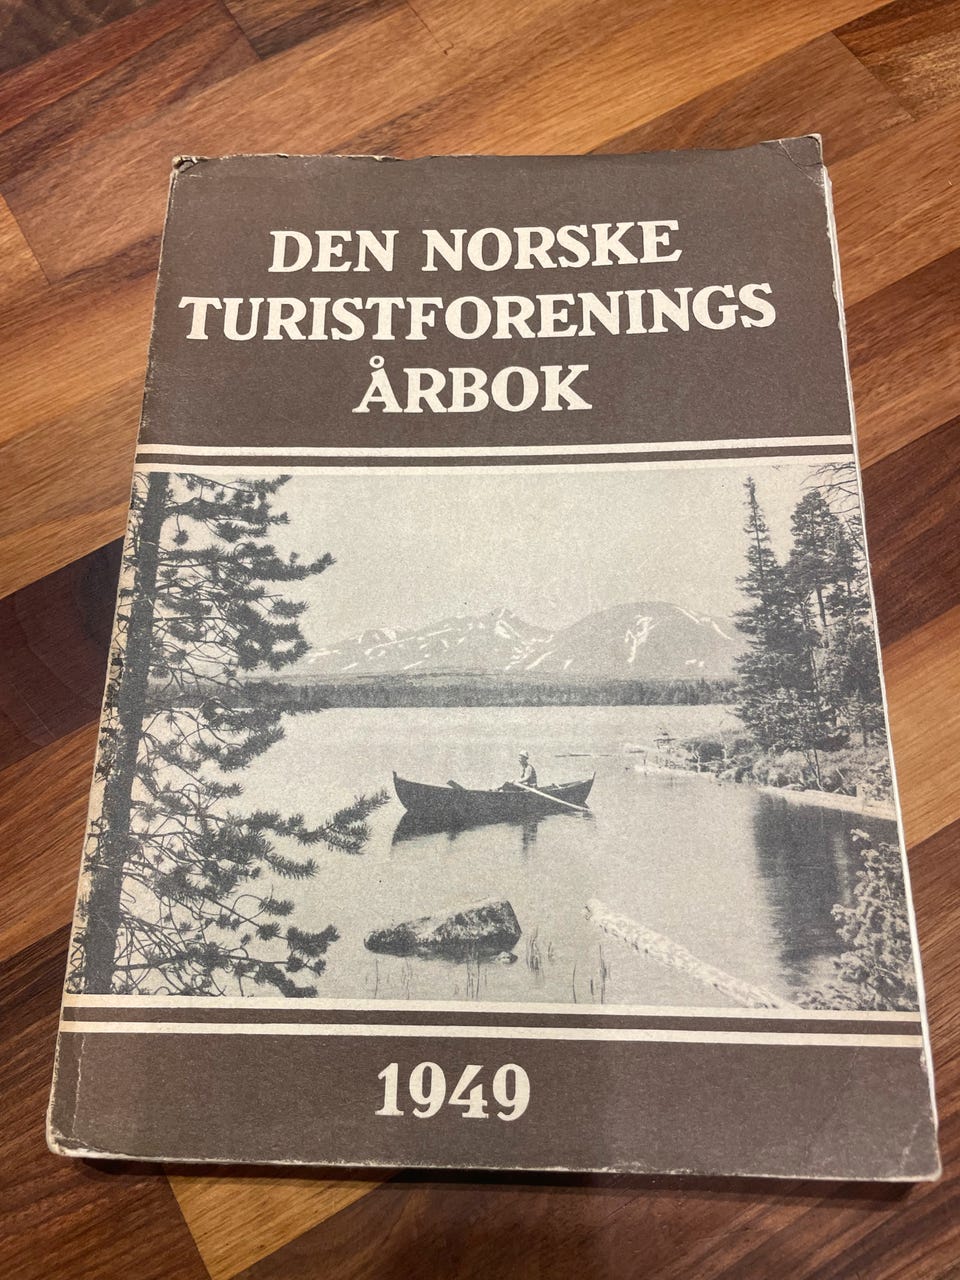 DEN NORSKE
TURISTFORENINGS
ÅRBOK
1949